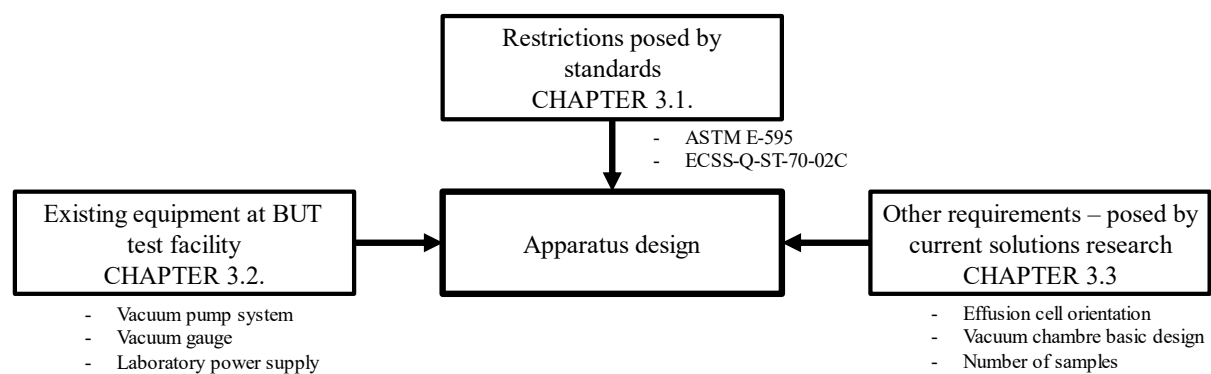 Restrictions posed by
standards
CHAPTER 3.1.
- ASTM E-595
- ECSS-Q-ST-70-02C
Existing equipment at BUT
test facility
CHAPTER 3.2.
- Vacuum pump system
- Vacuum gauge
- Laboratory power supply
Apparatus design
Other requirements – posed by
current solutions research
CHAPTER 3.3
- Effusion cell orientation
- Vacuum chambre basic design
- Number of samples